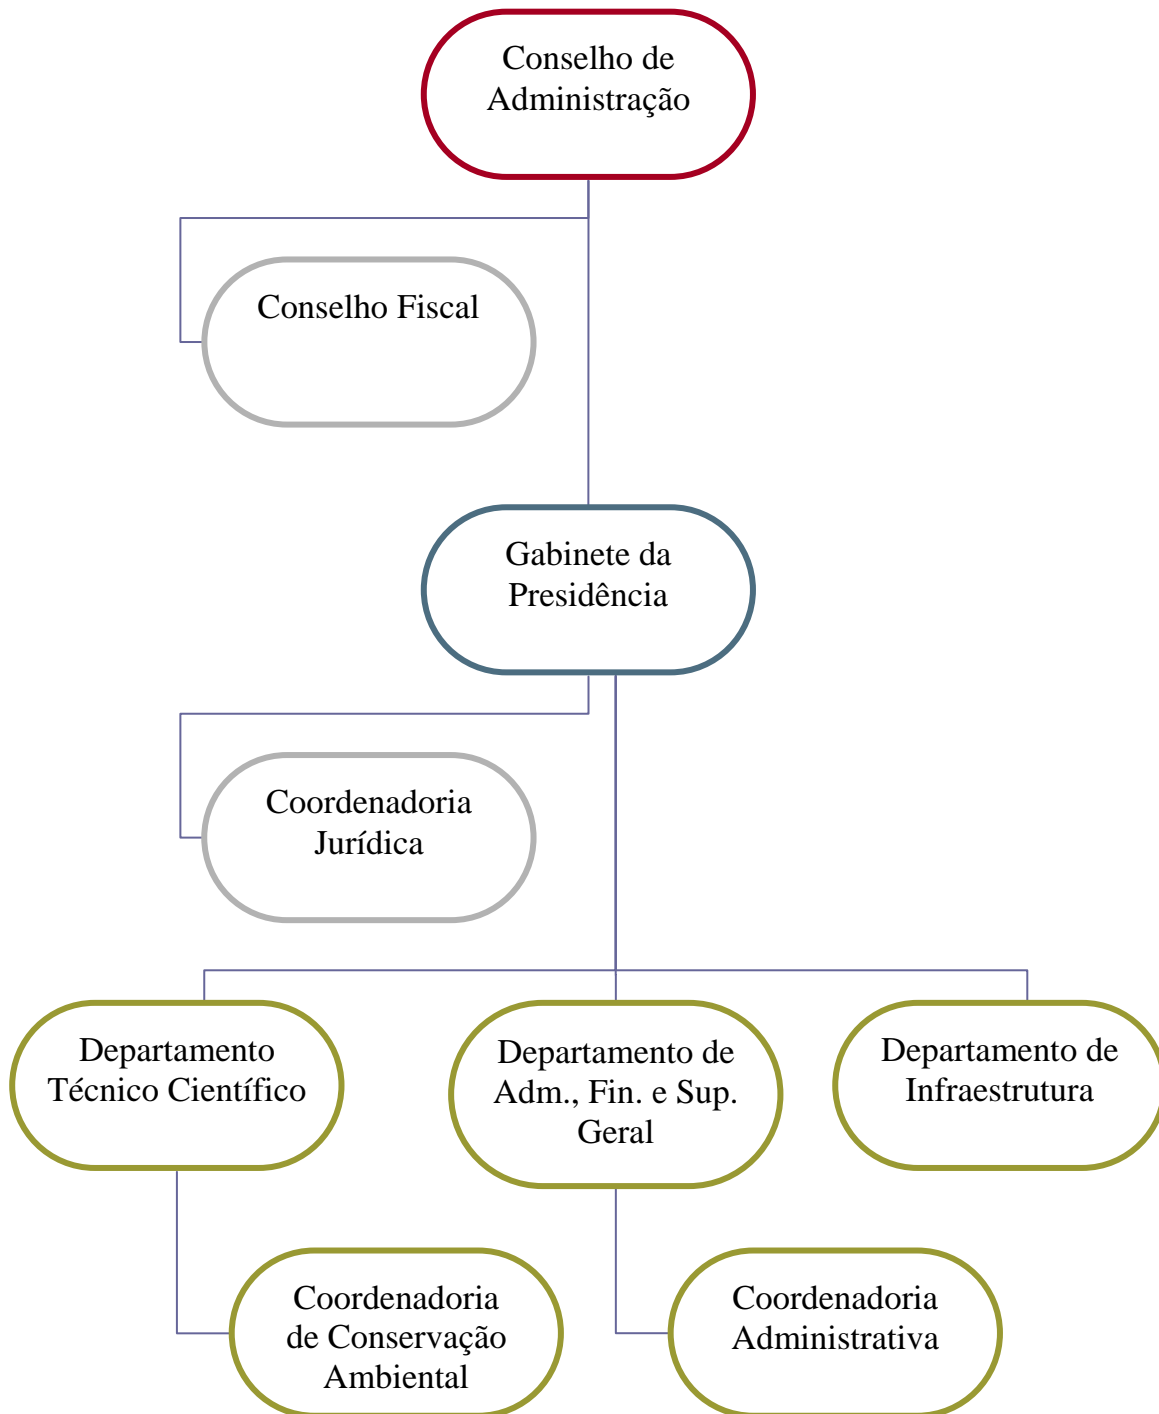 Conselho de
Administração
Conselho Fiscal
Gabinete da
Presidência
Coordenadoria
Jurídica
Departamento
Técnico Científico
Departamento de
Adm., Fin. e Sup.
Geral
Departamento de
Infraestrutura
Coordenadoria
de Conservação
Ambiental
Coordenadoria
Administrativa